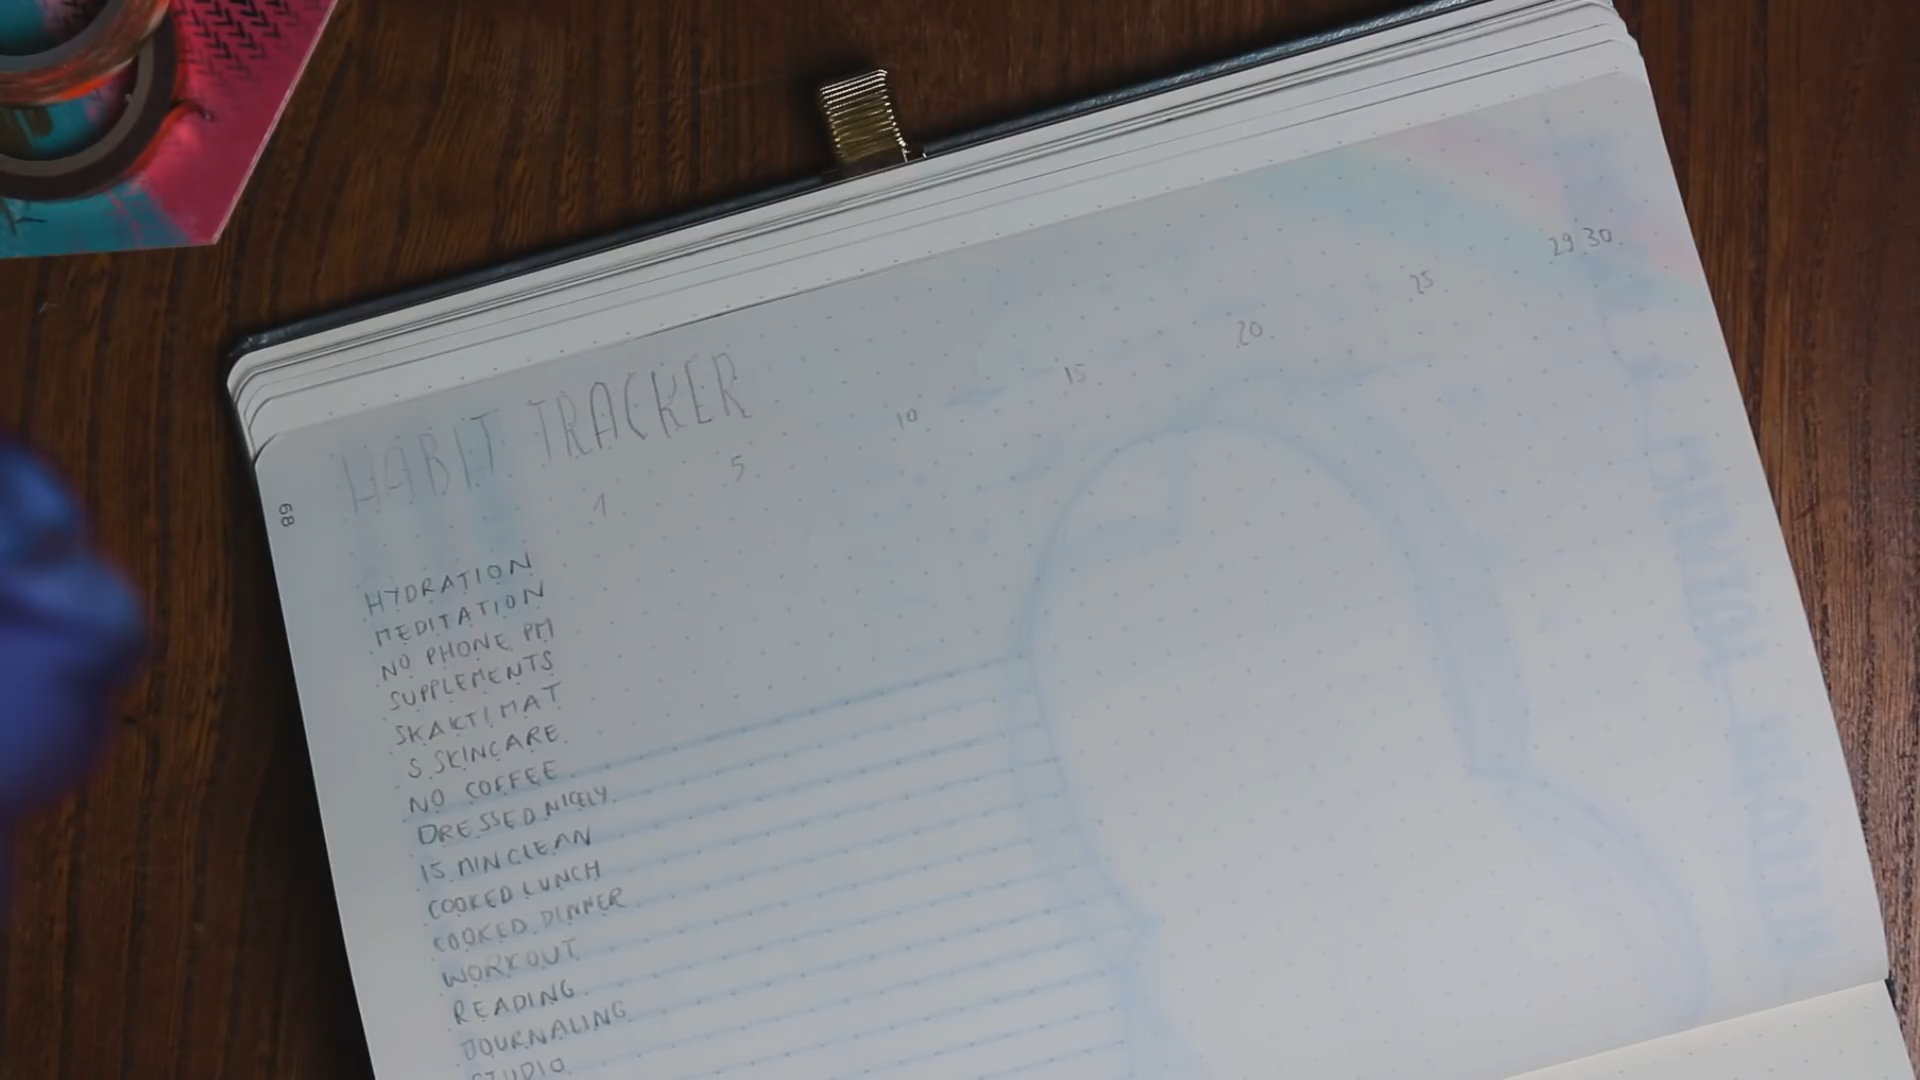 HABIT TRACKER
1 5 10 15 20 25 29 30
68
HYDRATION
MEDITATION
NO PHONE PM
SUPPLEMENTS
SKAKTI MAT
S. SKINCARE
NO COFFEE
DRESSED NICELY
15 MIN CLEAN
COOKED LUNCH
COOKED DINNER
WORKOUT
READING
JOURNALING
STUDIO